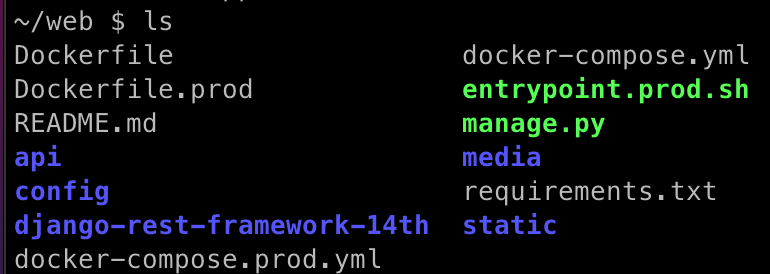 ~/web $ ls
Dockerfile docker-compose.yml
Dockerfile.prod entrypoint.prod.sh
README.md manage.py
api media
config requirements.txt
django-rest-framework-14th static
docker-compose.prod.yml